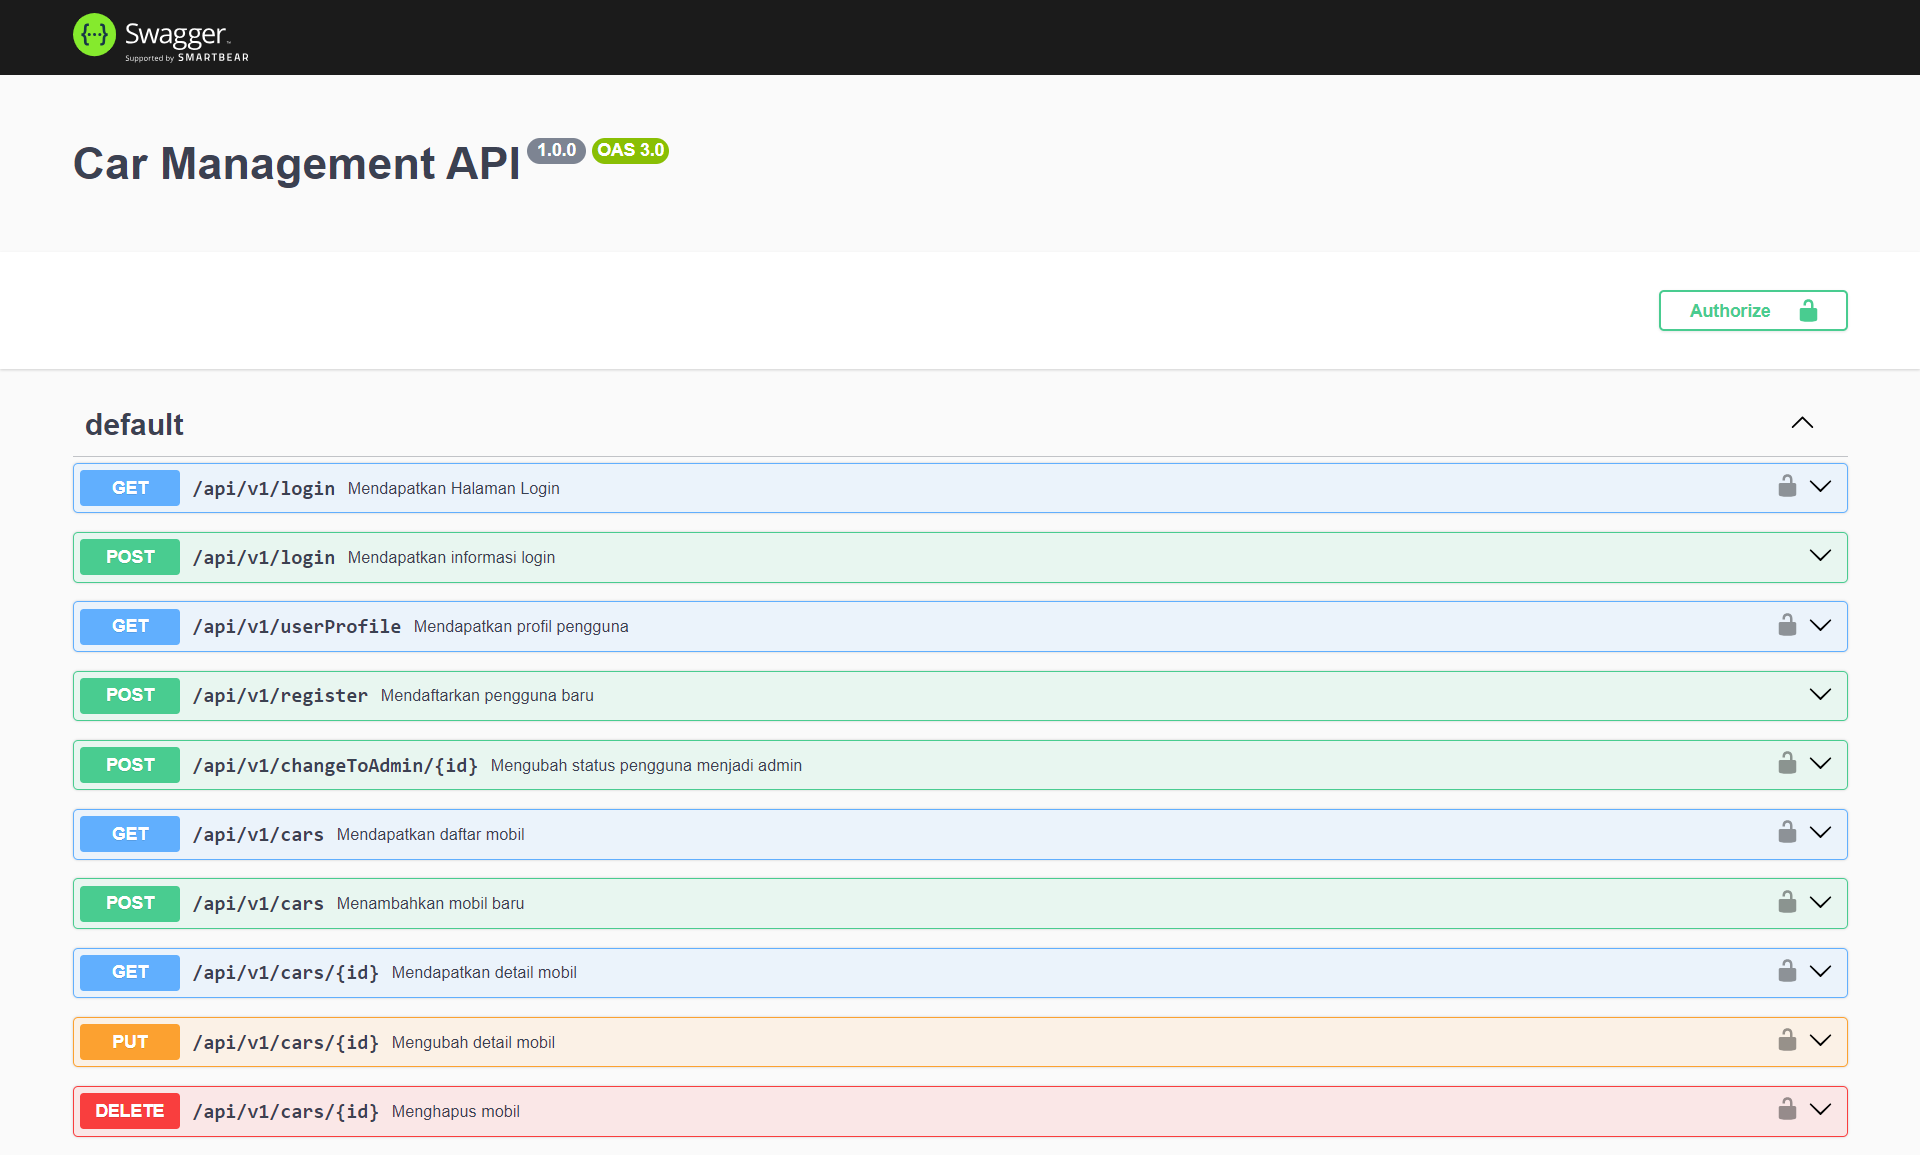 {···} Swagger™
Supported by SMARTBEAR
Car Management API 1.0.0 OAS 3.0
Authorize
default
GET /api/v1/login Mendapatkan Halaman Login
POST /api/v1/login Mendapatkan informasi login
GET /api/v1/userProfile Mendapatkan profil pengguna
POST /api/v1/register Mendaftarkan pengguna baru
POST /api/v1/changeToAdmin/{id} Mengubah status pengguna menjadi admin
GET /api/v1/cars Mendapatkan daftar mobil
POST /api/v1/cars Menambahkan mobil baru
GET /api/v1/cars/{id} Mendapatkan detail mobil
PUT /api/v1/cars/{id} Mengubah detail mobil
DELETE /api/v1/cars/{id} Menghapus mobil